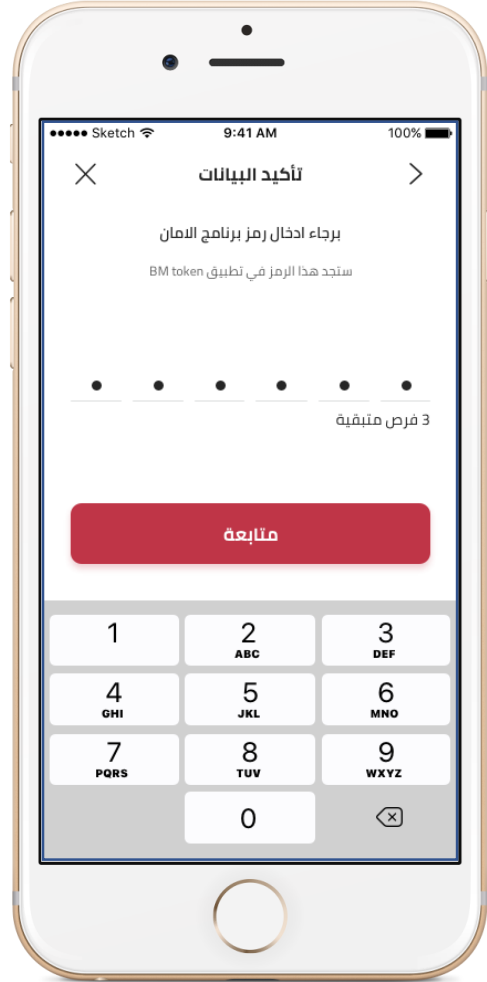 Sketch 9:41 AM 100%
تأكيد البيانات
برجاء ادخال رمز برنامج الامان
ستجد هذا الرمز في تطبيق BM token
3 فرص متبقية
متابعة
1 2 3
ABC DEF
4 5 6
GHI JKL MNO
7 8 9
PQRS TUV WXYZ
0